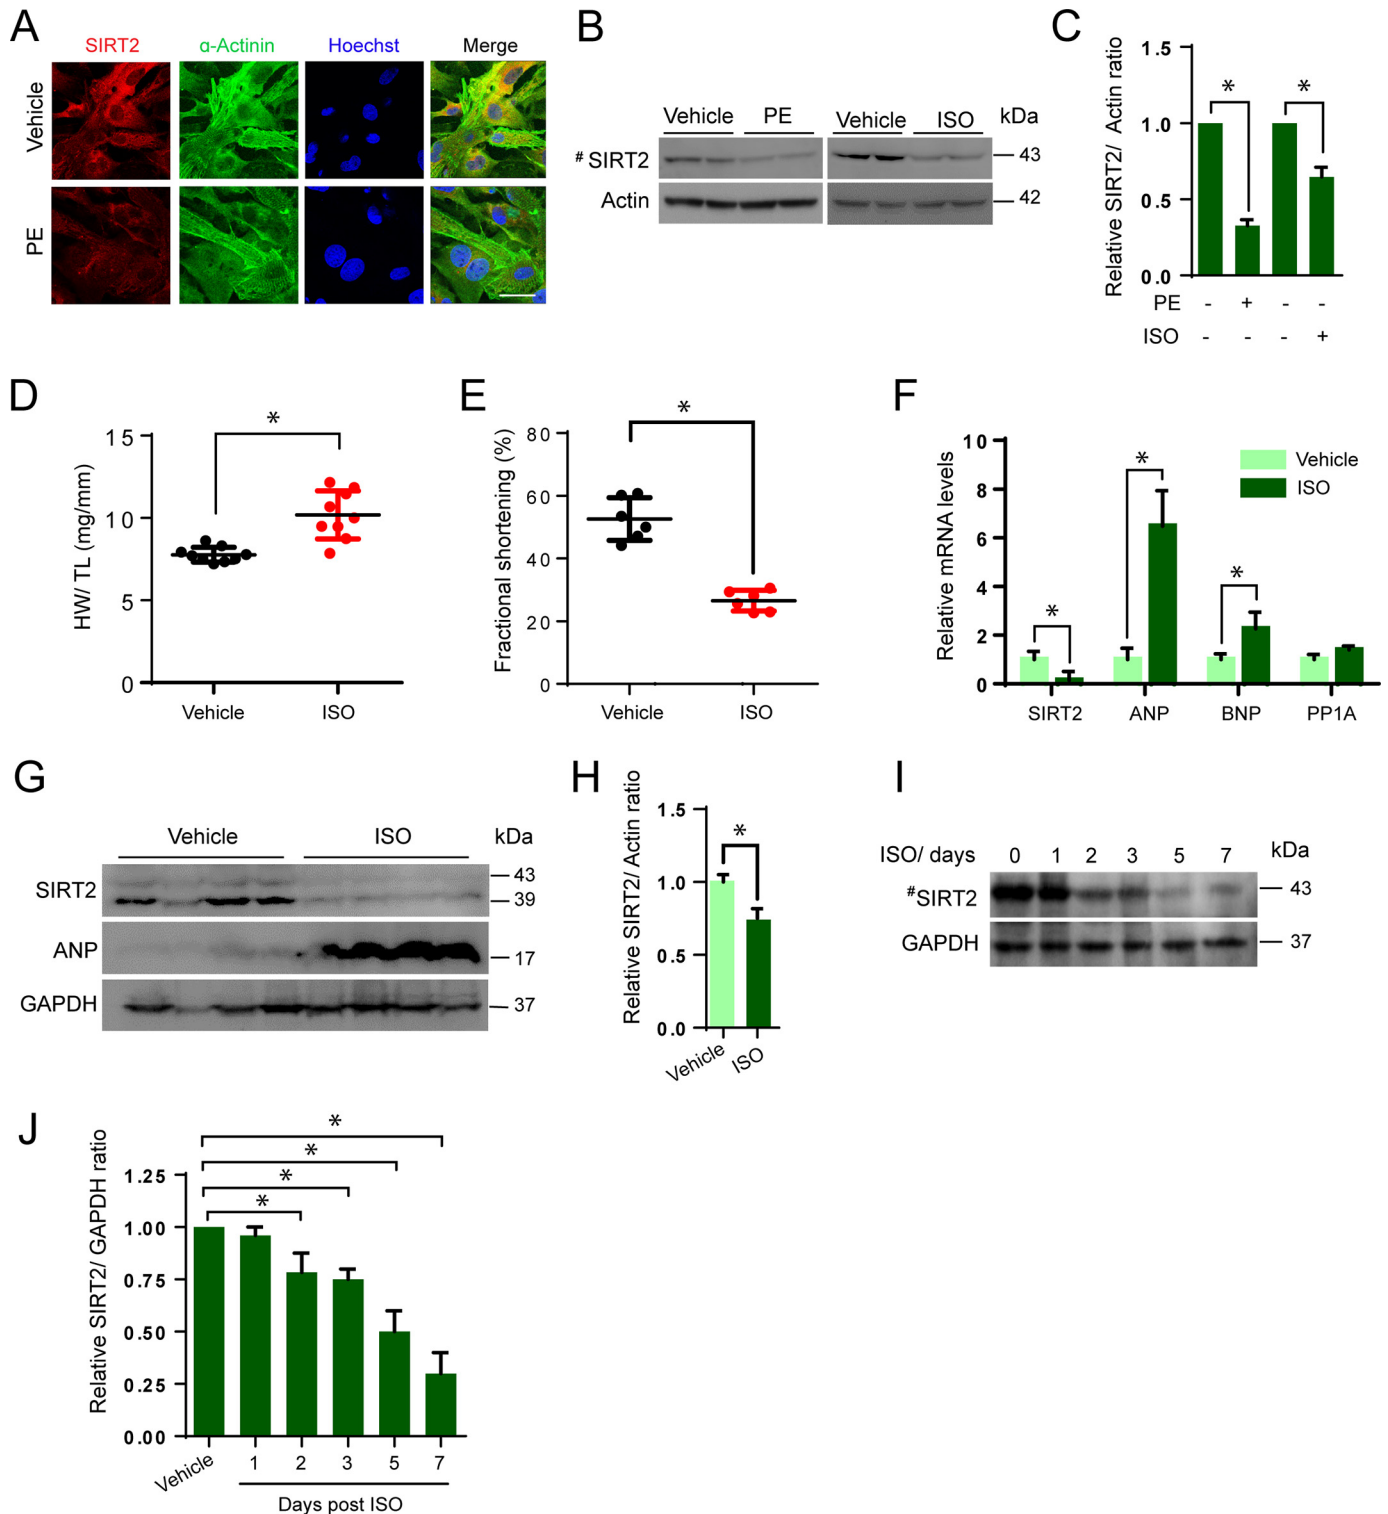 A
SIRT2 α-Actinin Hoechst Merge
Vehicle
PE
B
Vehicle PE Vehicle ISO kDa
# SIRT2 43
Actin 42
C
Relative SIRT2/ Actin ratio
1.5
1.0
0.5
0.0
* *
PE - + - -
ISO - - - +
D
HW/ TL (mg/mm)
15
10
5
0
*
Vehicle ISO
E
Fractional shortening (%)
80
60
40
20
0
*
Vehicle ISO
F
Relative mRNA levels
10
8
6
4
2
0
Vehicle
ISO
* * *
SIRT2 ANP BNP PP1A
G
Vehicle ISO kDa
SIRT2 43
39
ANP 17
GAPDH 37
H
Relative SIRT2/ Actin ratio
1.5
1.0
0.5
0.0
*
Vehicle ISO
I
ISO/ days 0 1 2 3 5 7 kDa
#SIRT2 43
GAPDH 37
J
Relative SIRT2/ GAPDH ratio
1.25
1.00
0.75
0.50
0.25
0.00
*
*
*
*
Vehicle 1 2 3 5 7
Days post ISO